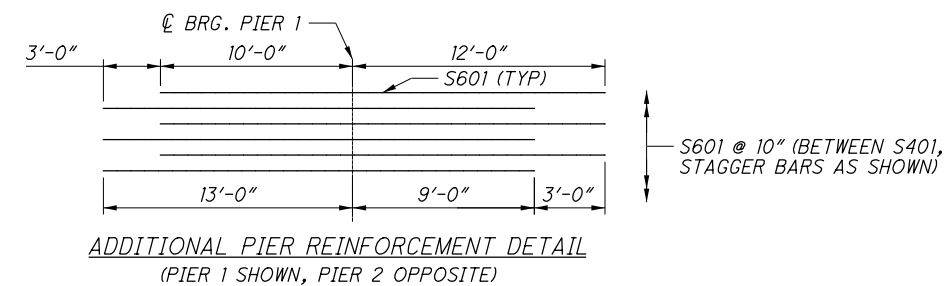 ℄ BRG. PIER 1
3'-0" 10'-0" 12'-0"
S601 (TYP)
S601 @ 10" (BETWEEN S401,
STAGGER BARS AS SHOWN)
13'-0" 9'-0" 3'-0"
ADDITIONAL PIER REINFORCEMENT DETAIL
(PIER 1 SHOWN, PIER 2 OPPOSITE)